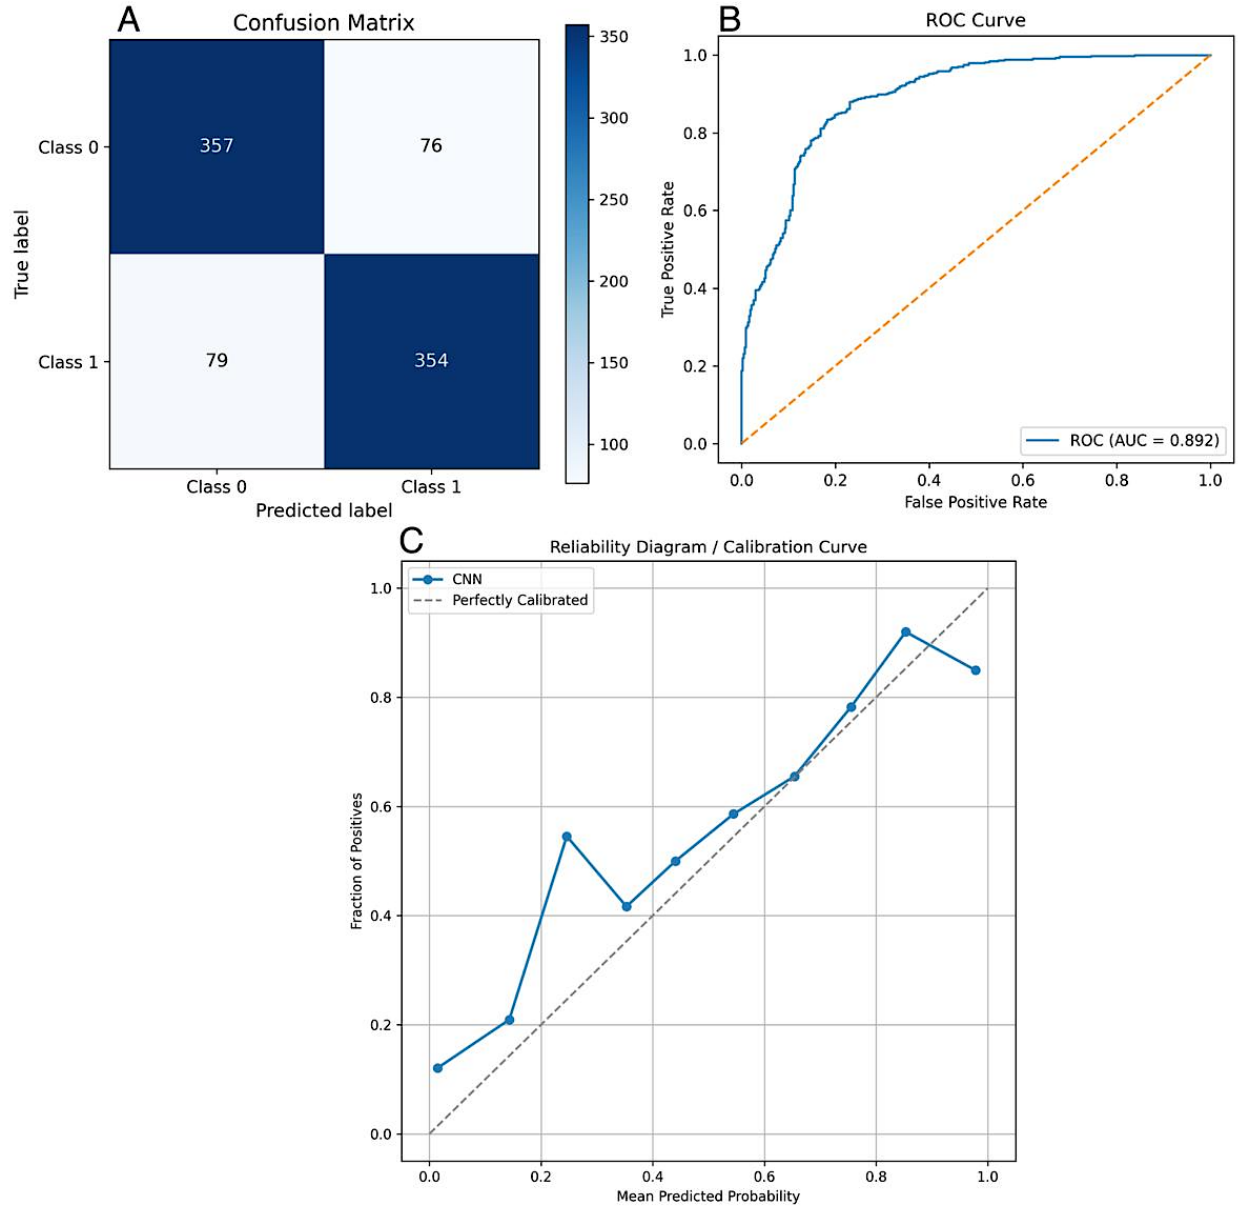 A
Confusion Matrix
True label
Class 0
Class 1
357
76
79
354
Class 0
Class 1
Predicted label
350
300
250
200
150
100
B
ROC Curve
True Positive Rate
1.0
0.8
0.6
0.4
0.2
0.0
ROC (AUC = 0.892)
0.0
0.2
0.4
0.6
0.8
1.0
False Positive Rate
C
Reliability Diagram / Calibration Curve
CNN
Perfectly Calibrated
Fraction of Positives
1.0
0.8
0.6
0.4
0.2
0.0
0.0
0.2
0.4
0.6
0.8
1.0
Mean Predicted Probability